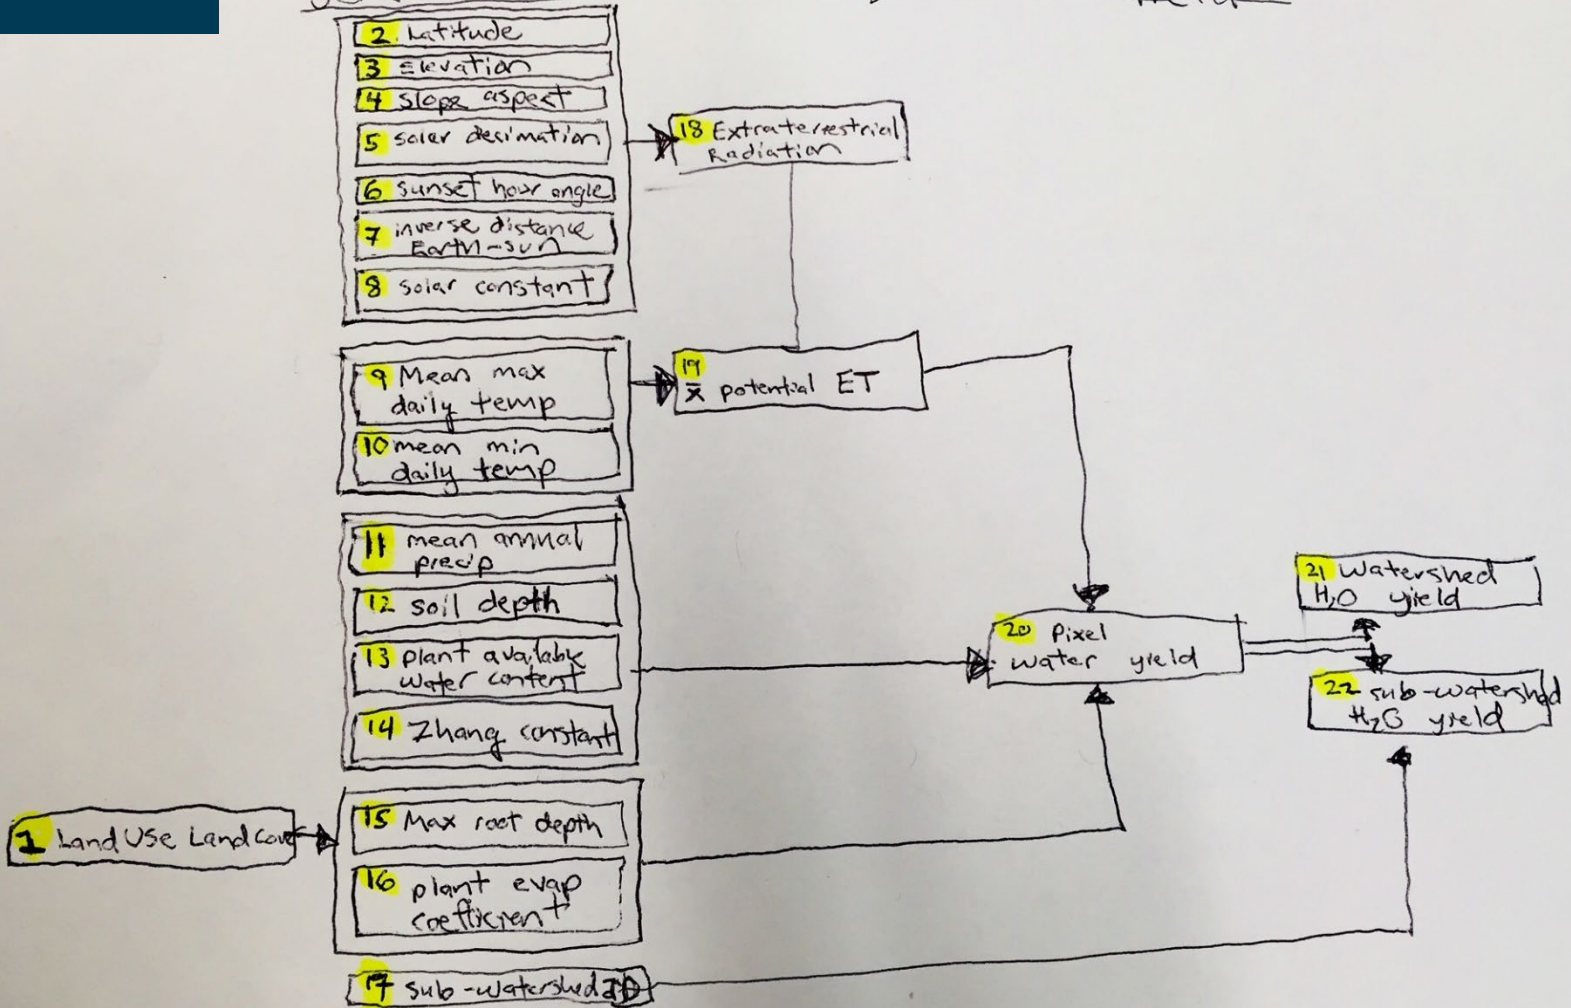 2. Latitude
3 Elevation
4 slope aspect
5 solar desimation
6 sunset hour angle
7 inverse distance
Earth-sun
8 solar constant
18 Extraterrestrial
Radiation
9 Mean max
daily temp
10 mean min
daily temp
19
x̄ potential ET
11 mean annual
precip
12 soil depth
13 plant available
water content
14 Zhang constant
20 Pixel
water yield
21 Watershed
H2O yield
22 sub-watershed
H2O yield
1 Land Use Land Cover
15 Max root depth
16 plant evap
coefficient
17 sub-watershed ID